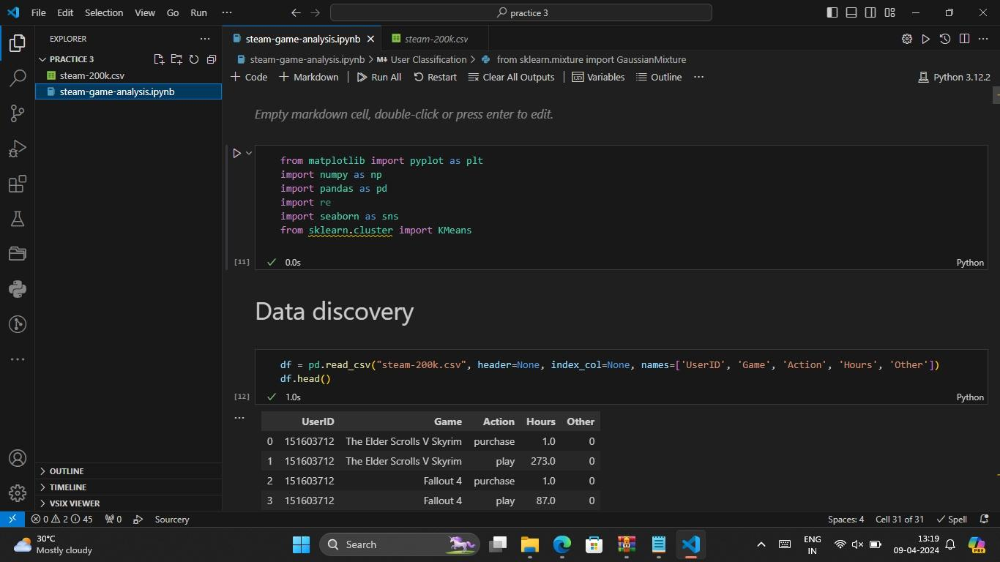 File Edit Selection View Go Run ···
practice 3
EXPLORER
steam-game-analysis.ipynb
steam-200k.csv
PRACTICE 3
steam-200k.csv
steam-game-analysis.ipynb
steam-game-analysis.ipynb > M↓ User Classification > from sklearn.mixture import GaussianMixture
+ Code + Markdown Run All Restart Clear All Outputs Variables Outline ··· Python 3.12.2
Empty markdown cell, double-click or press enter to edit.
from matplotlib import pyplot as plt
import numpy as np
import pandas as pd
import re
import seaborn as sns
from sklearn.cluster import KMeans
[11] ✓ 0.0s Python
Data discovery
df = pd.read_csv("steam-200k.csv", header=None, index_col=None, names=['UserID', 'Game', 'Action', 'Hours', 'Other'])
df.head()
[12] ✓ 1.0s Python
UserID Game Action Hours Other
0 151603712 The Elder Scrolls V Skyrim purchase 1.0 0
1 151603712 The Elder Scrolls V Skyrim play 273.0 0
2 151603712 Fallout 4 purchase 1.0 0
3 151603712 Fallout 4 play 87.0 0
OUTLINE
TIMELINE
VSIX VIEWER
0 2 45 0 Sourcery Spaces: 4 Cell 31 of 31 ✓ Spell
30°C
Mostly cloudy
Search
ENG
IN
13:19
09-04-2024
PRE